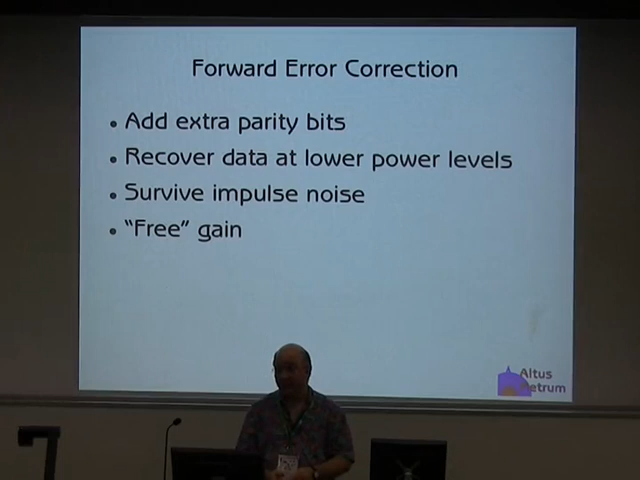 Forward Error Correction
• Add extra parity bits
• Recover data at lower power levels
• Survive impulse noise
• "Free" gain
Altus
Metrum